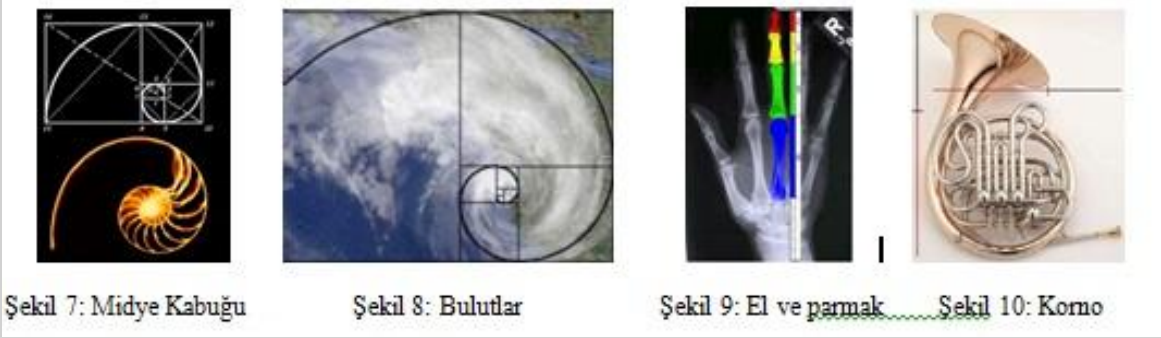 R
Şekil 7: Midye Kabuğu
Şekil 8: Bulutlar
Şekil 9: El ve parmak
Şekil 10: Korno